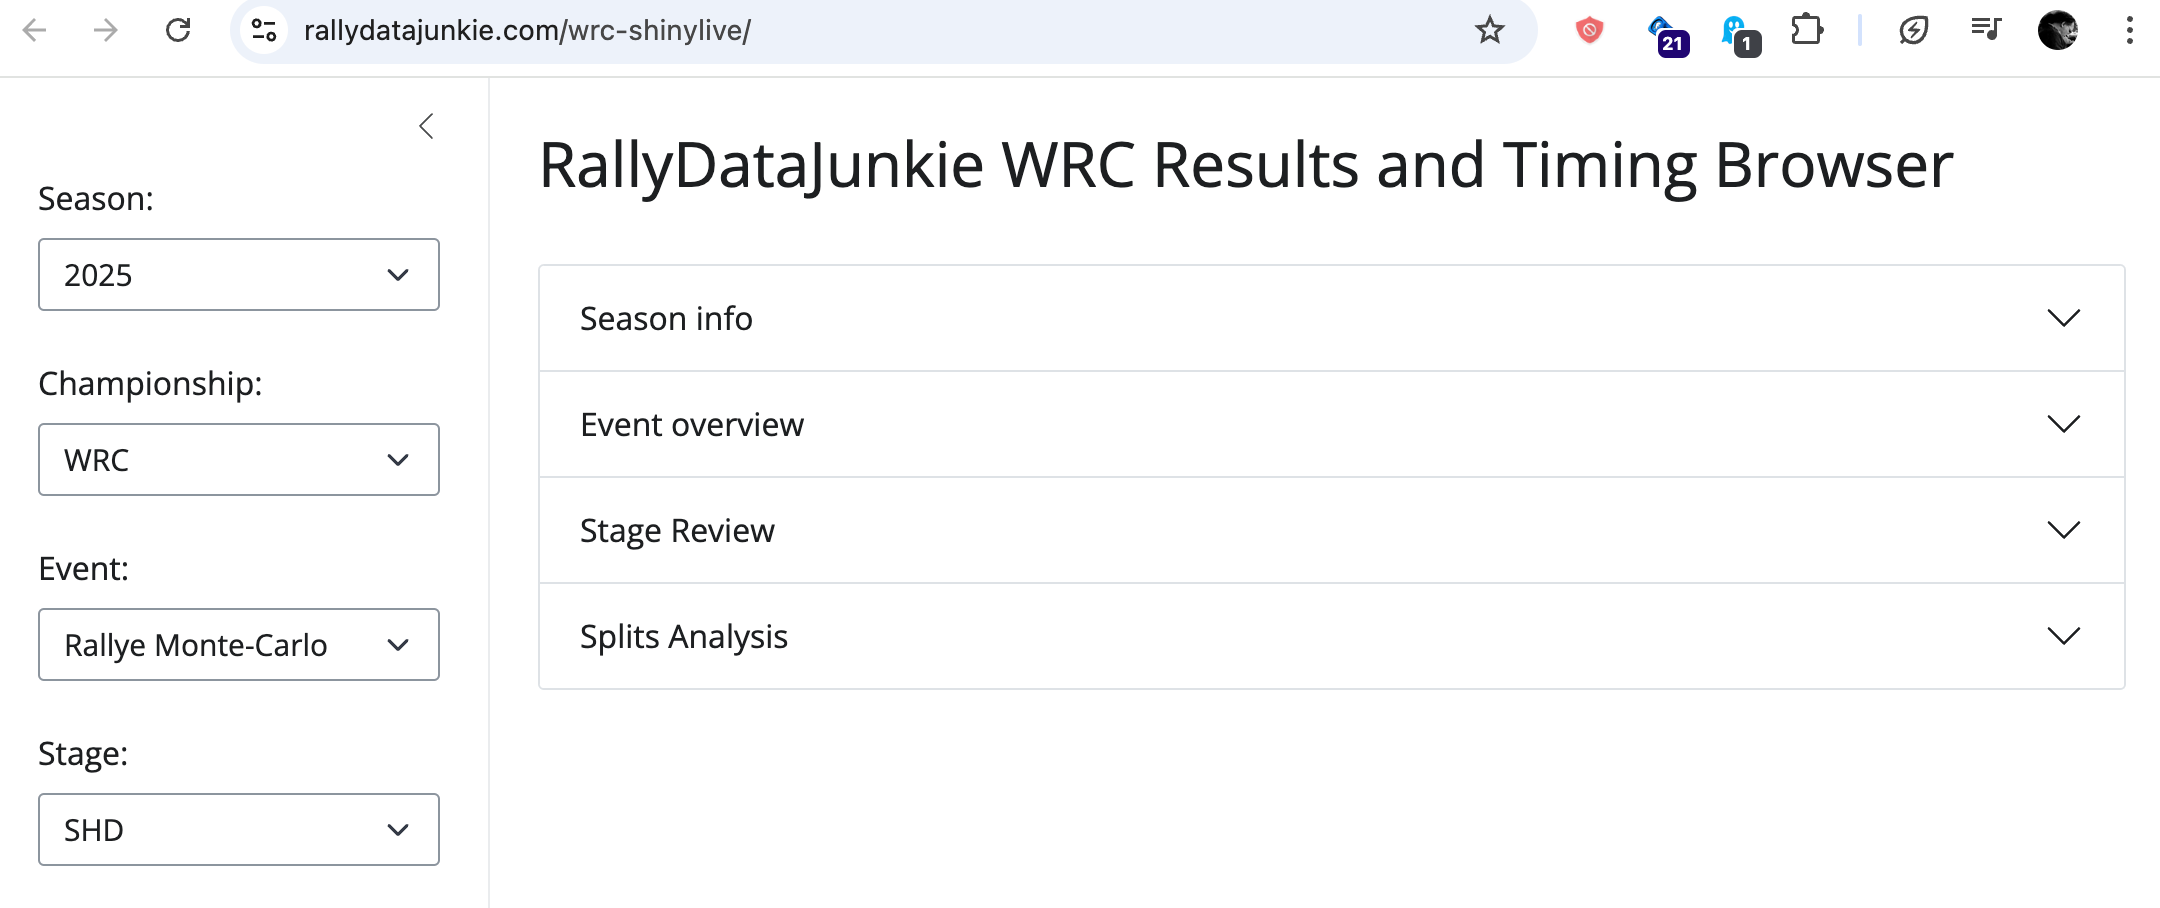 rallydatajunkie.com/wrc-shinylive/
21
1
RallyDataJunkie WRC Results and Timing Browser
Season:
2025
Championship:
WRC
Event:
Rallye Monte-Carlo
Stage:
SHD
Season info
Event overview
Stage Review
Splits Analysis